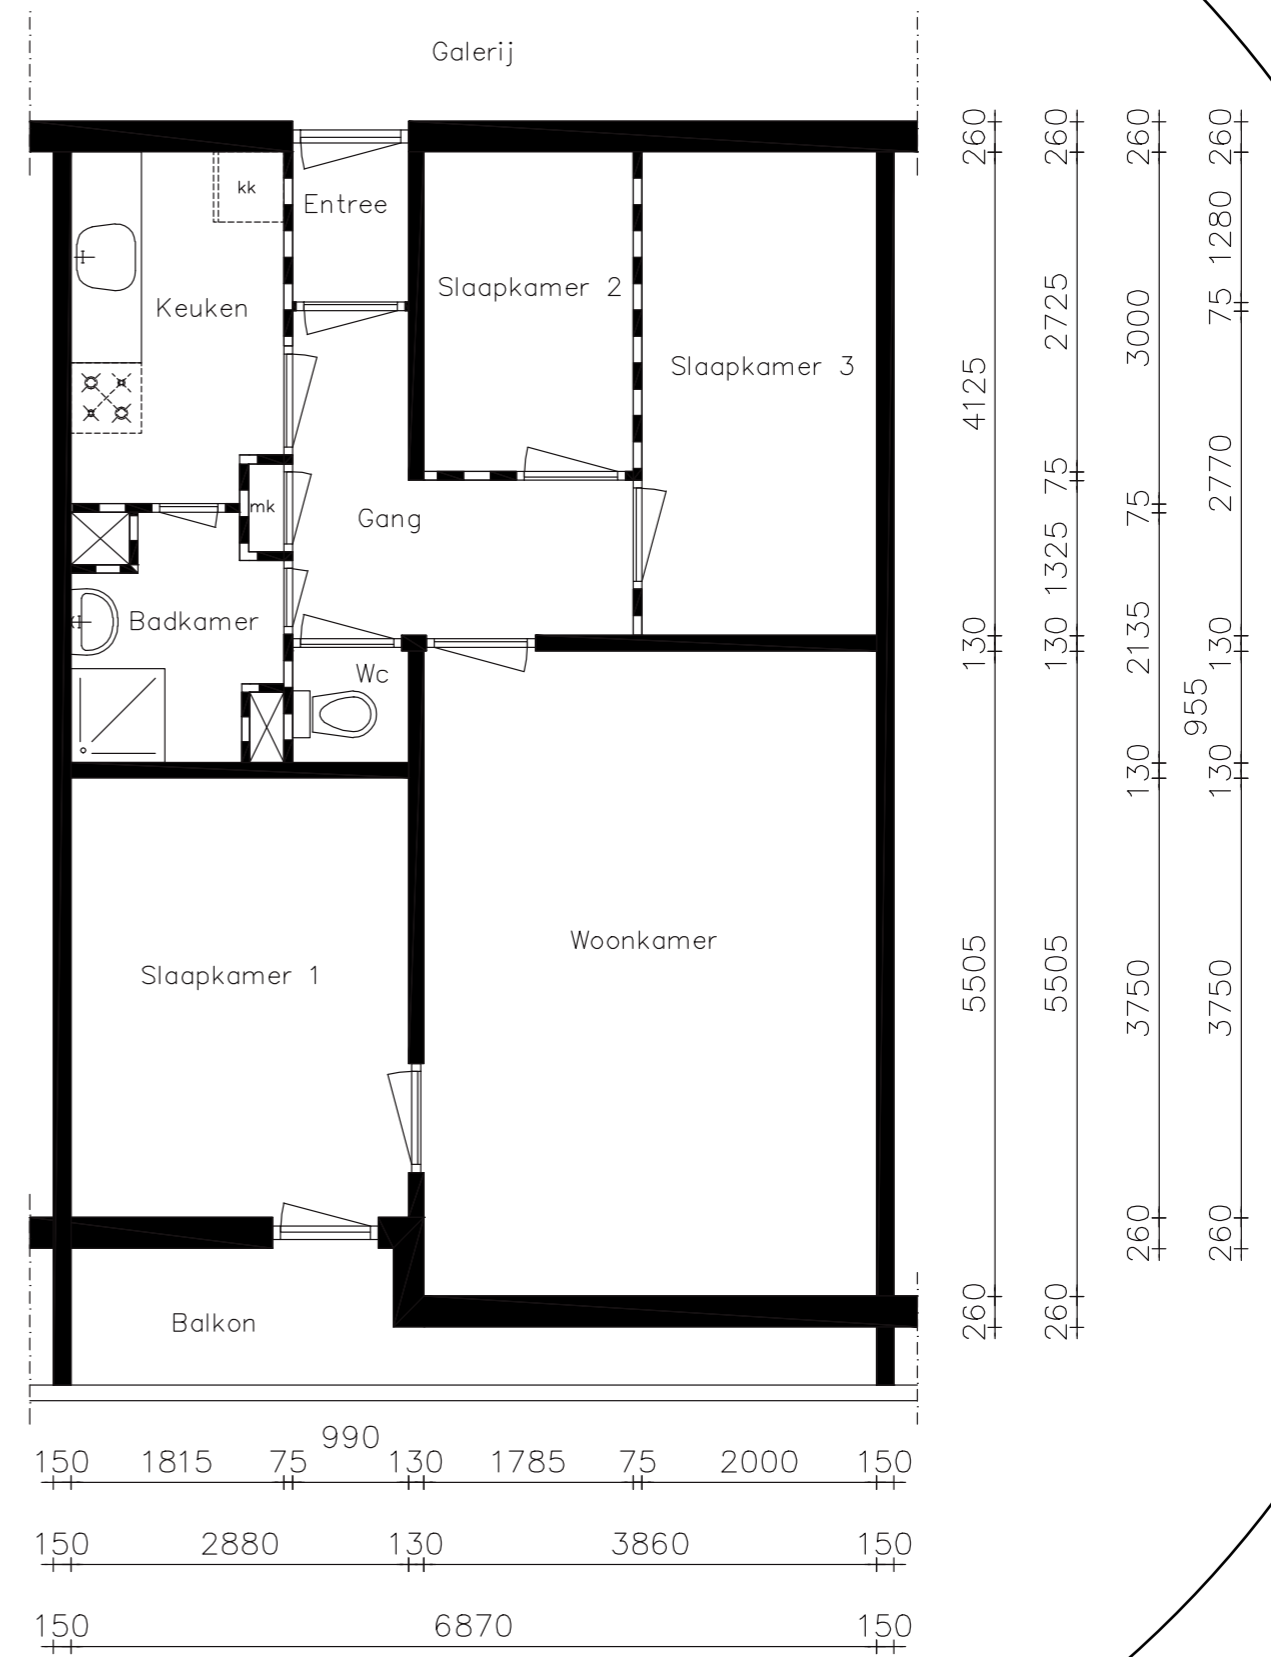 Galerij
kk
Entree
Slaapkamer 2
Keuken
Slaapkamer 3
mk
Gang
Badkamer
Wc
Woonkamer
Slaapkamer 1
Balkon
260 4125 130 5505 260
260 2725 75 1325 130 5505 260
260 3000 75 2135 130 3750 260
260 1280 75 2770 130 955 130 3750 260
150 1815 75 990 130 1785 75 2000 150
150 2880 130 3860 150
150 6870 150